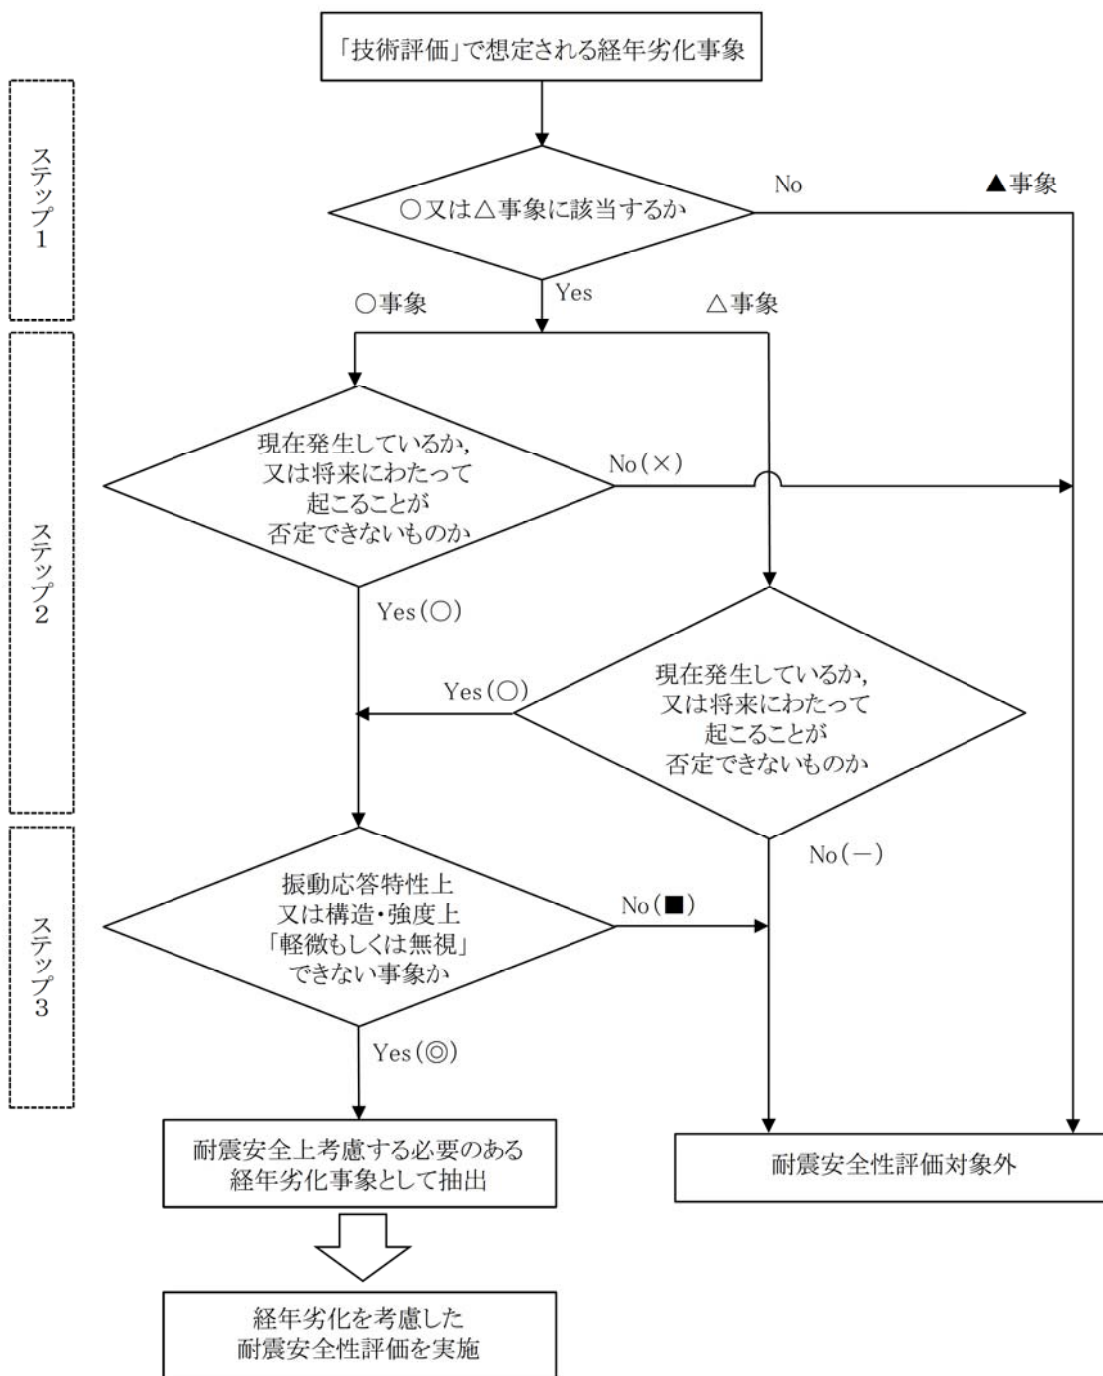 「技術評価」で想定される経年劣化事象
ステップ1
○又は△事象に該当するか
No
▲事象
Yes
○事象
△事象
ステップ2
現在発生しているか,
又は将来にわたって
起こることが
否定できないものか
No(×)
Yes(○)
現在発生しているか,
又は将来にわたって
起こることが
否定できないものか
Yes(○)
No(-)
ステップ3
振動応答特性上
又は構造・強度上
「軽微もしくは無視」
できない事象か
No(■)
Yes(◎)
耐震安全上考慮する必要のある
経年劣化事象として抽出
耐震安全性評価対象外
経年劣化を考慮した
耐震安全性評価を実施